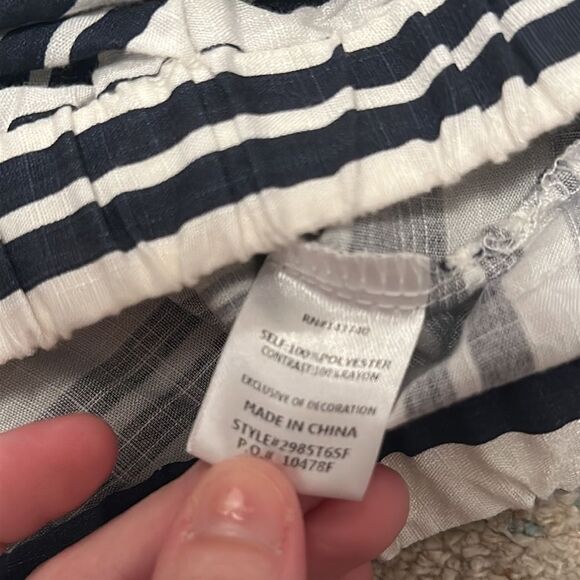 RN#141740
SELF:100%POLYESTER
CONTRAST:100%RAYON
EXCLUSIVE OF DECORATION
MADE IN CHINA
STYLE#2985T6SF
P.O.#. 10478F